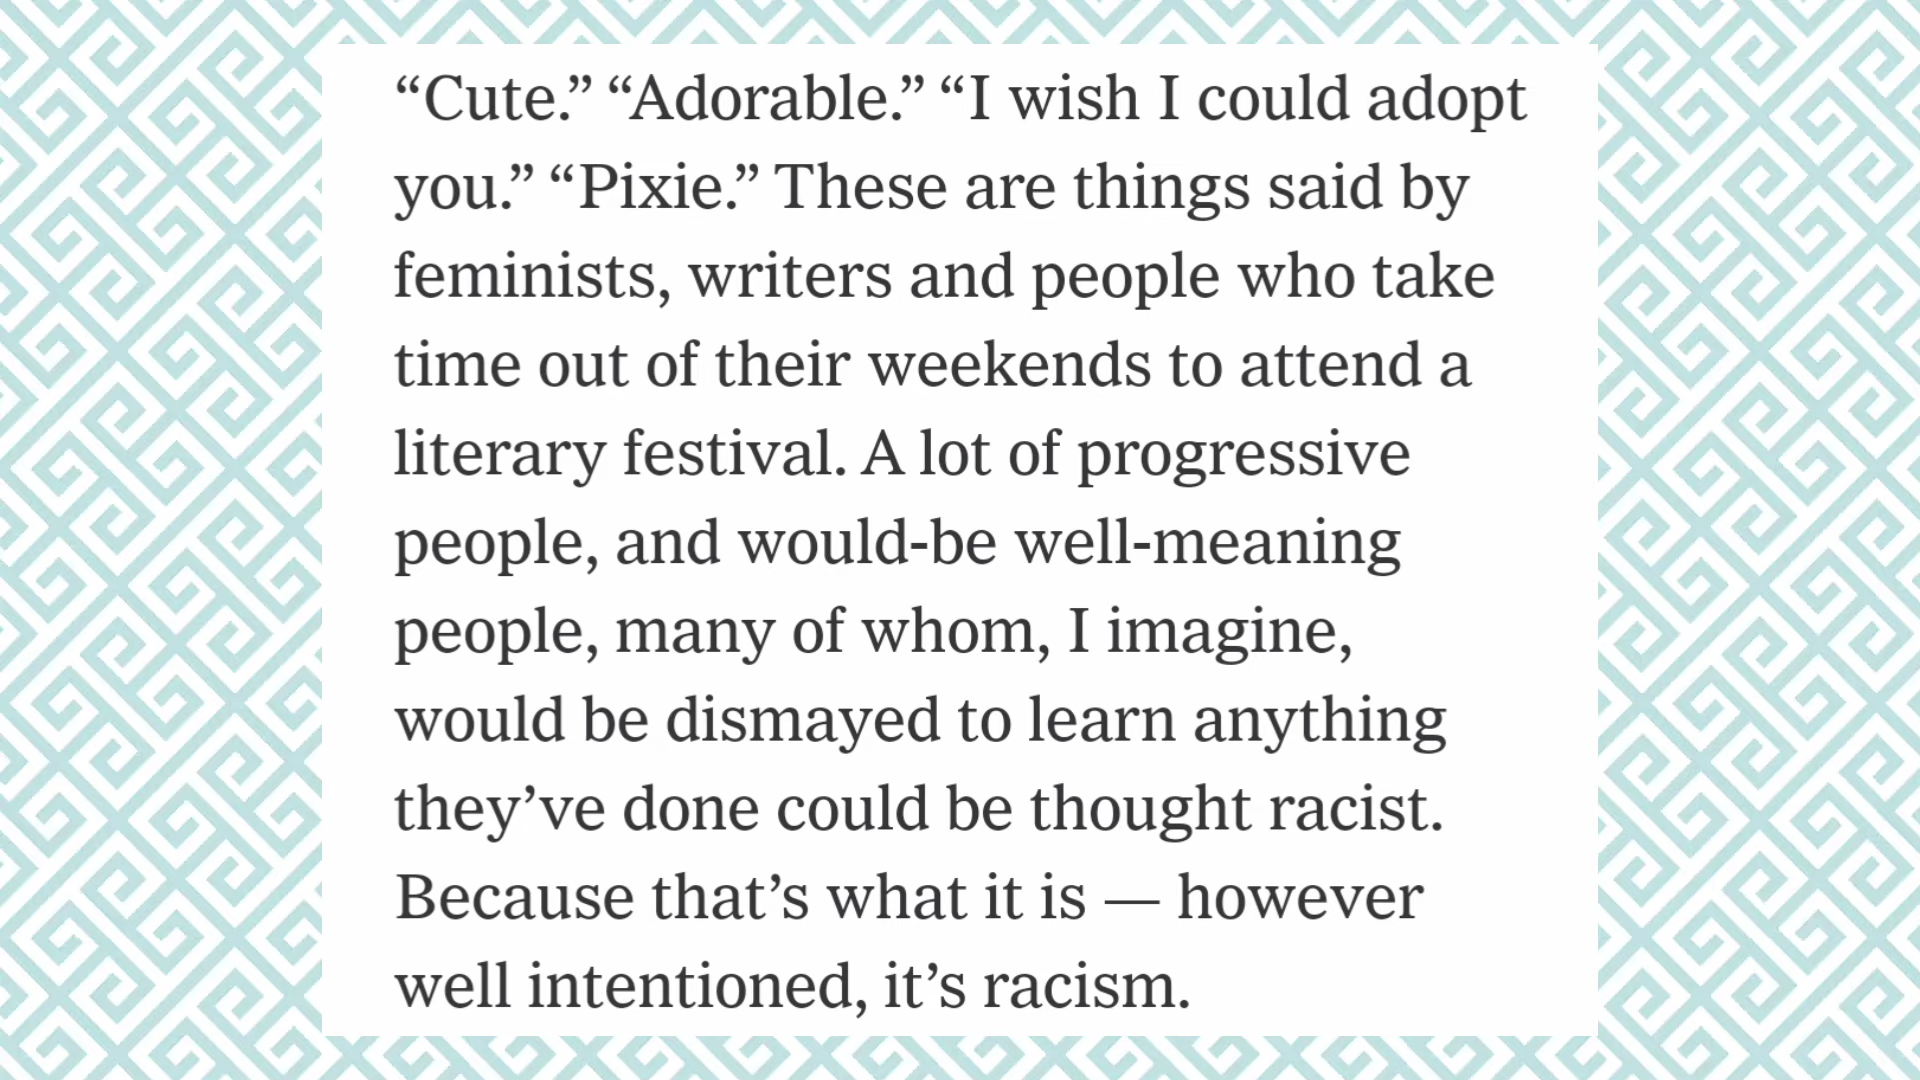 “Cute.” “Adorable.” “I wish I could adopt
you.” “Pixie.” These are things said by
feminists, writers and people who take
time out of their weekends to attend a
literary festival. A lot of progressive
people, and would-be well-meaning
people, many of whom, I imagine,
would be dismayed to learn anything
they’ve done could be thought racist.
Because that’s what it is — however
well intentioned, it’s racism.